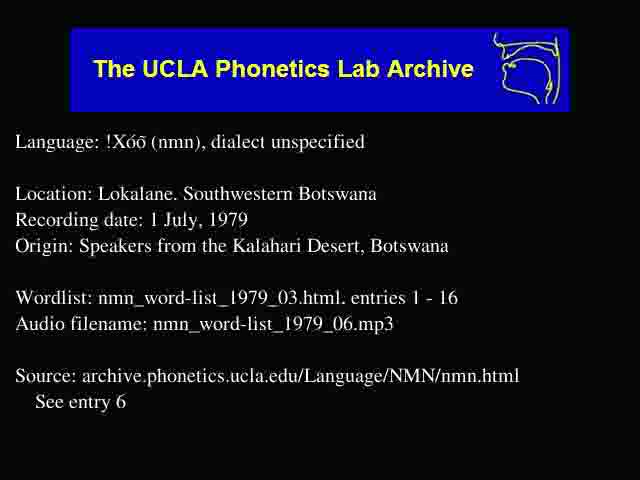 The UCLA Phonetics Lab Archive
Language: !Xóõ (nmn), dialect unspecified
Location: Lokalane. Southwestern Botswana
Recording date: 1 July, 1979
Origin: Speakers from the Kalahari Desert, Botswana
Wordlist: nmn_word-list_1979_03.html. entries 1 - 16
Audio filename: nmn_word-list_1979_06.mp3
Source: archive.phonetics.ucla.edu/Language/NMN/nmn.html
See entry 6